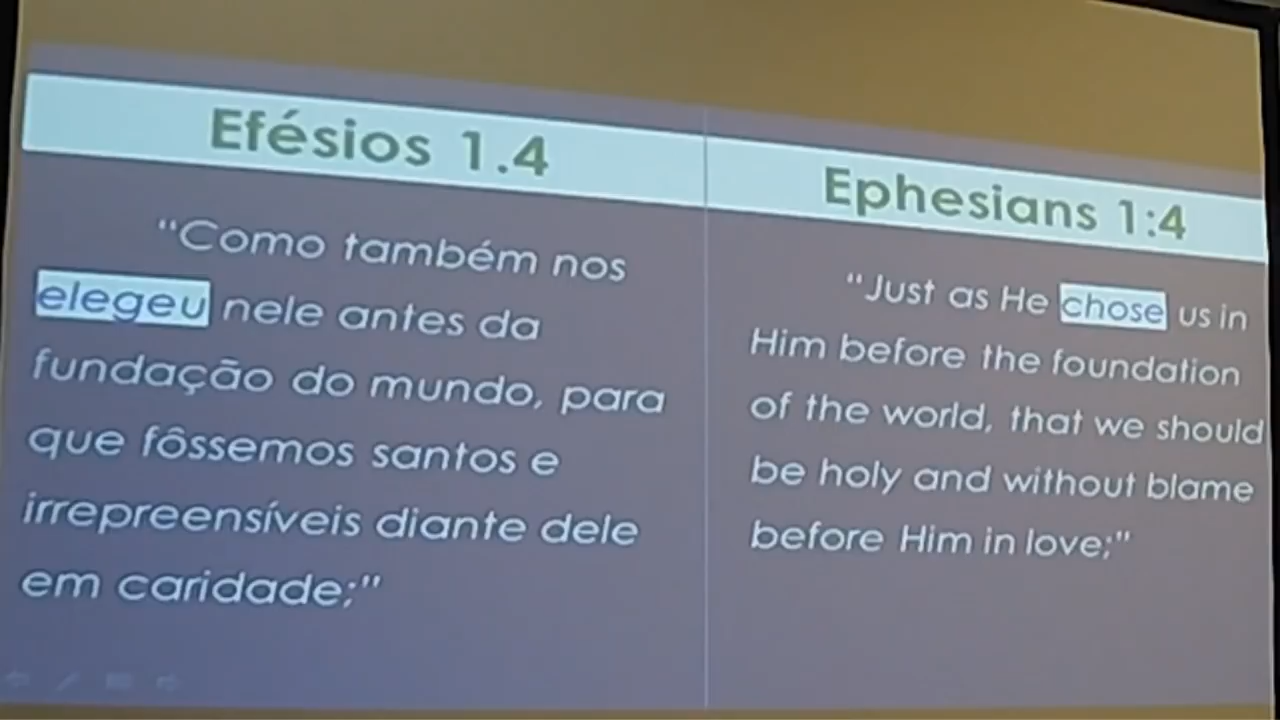 Efésios 1.4
"Como também nos
elegeu nele antes da
fundação do mundo, para
que fôssemos santos e
irrepreensíveis diante dele
em caridade;"
Ephesians 1:4
"Just as He chose us in
Him before the foundation
of the world, that we should
be holy and without blame
before Him in love;"